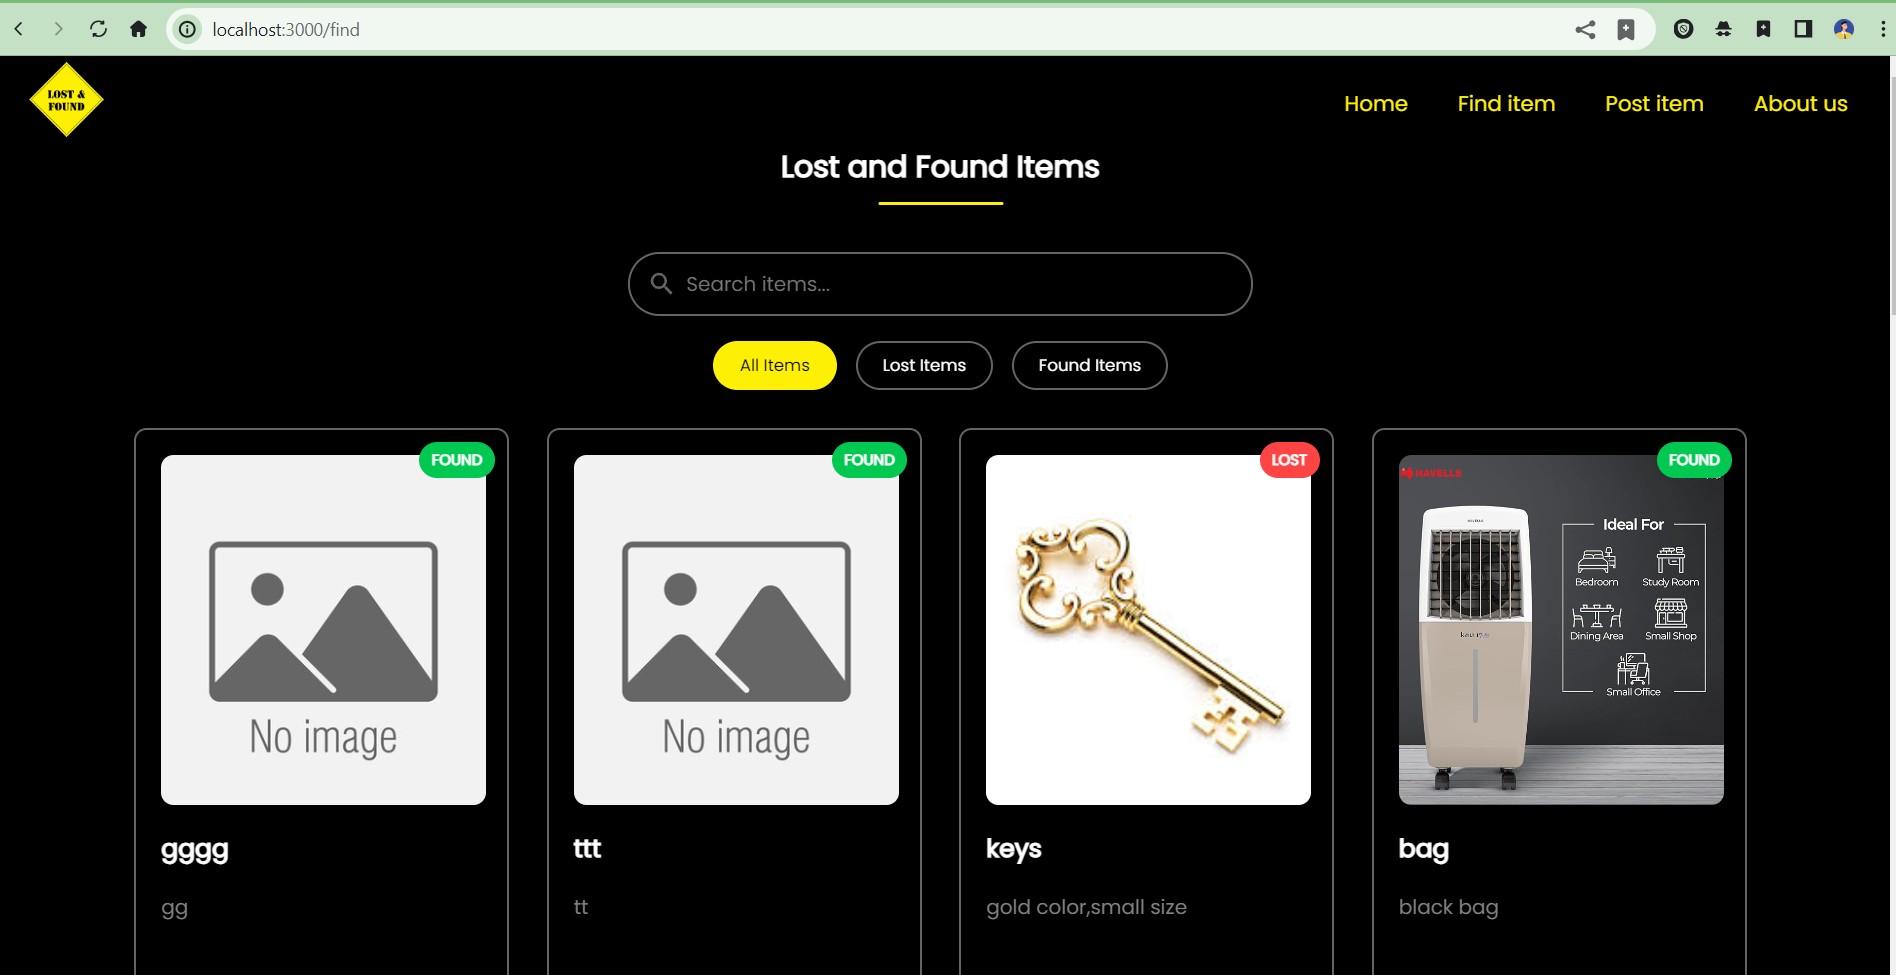 localhost:3000/find
LOST &
FOUND
Home
Find item
Post item
About us
Lost and Found Items
Search items...
All Items
Lost Items
Found Items
FOUND
No image
gggg
gg
FOUND
No image
ttt
tt
LOST
keys
gold color,small size
FOUND
HAVELLS
Ideal For
Bedroom
Study Room
Dining Area
Small Shop
Small Office
bag
black bag